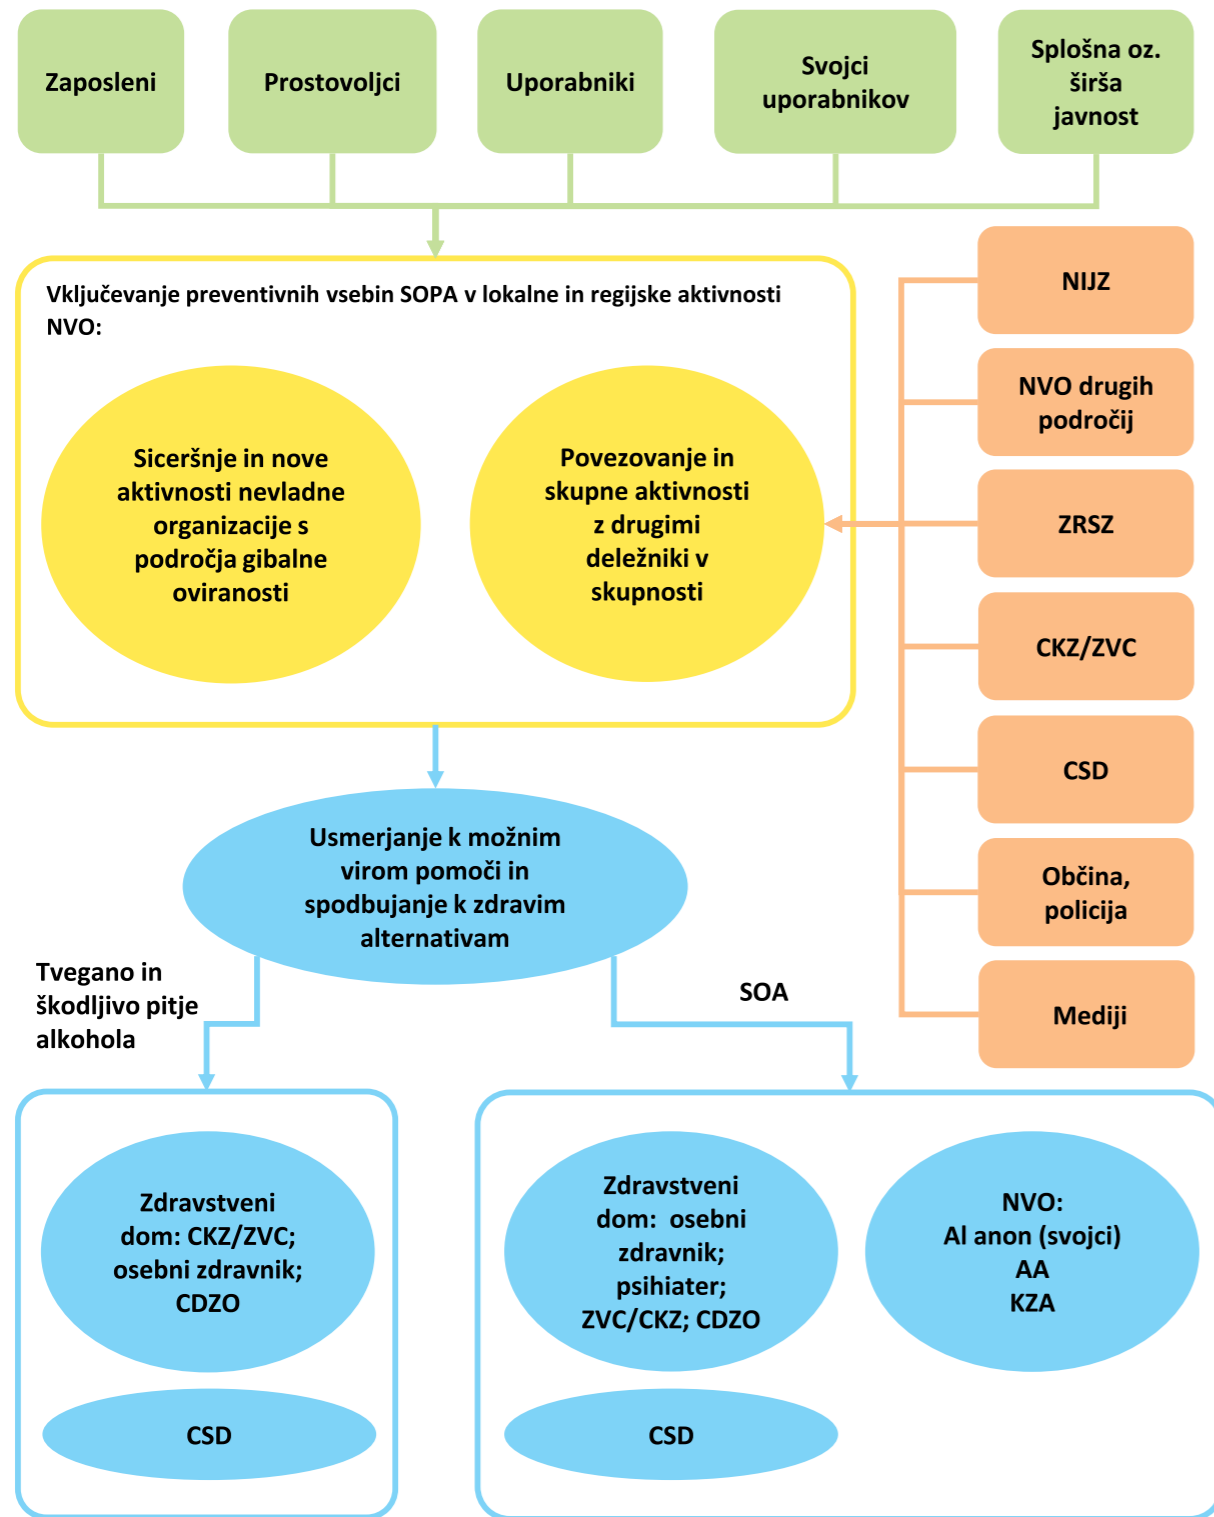 Zaposleni
Prostovoljci
Uporabniki
Svojci
uporabnikov
Splošna oz.
širša
javnost
Vključevanje preventivnih vsebin SOPA v lokalne in regijske aktivnosti
NVO:
Siceršnje in nove
aktivnosti nevladne
organizacije s
področja gibalne
oviranosti
Povezovanje in
skupne aktivnosti
z drugimi
deležniki v
skupnosti
NIJZ
NVO drugih
področij
ZRSZ
CKZ/ZVC
CSD
Občina,
policija
Mediji
Usmerjanje k možnim
virom pomoči in
spodbujanje k zdravim
alternativam
Tvegano in
škodljivo pitje
alkohola
SOA
Zdravstveni
dom: CKZ/ZVC;
osebni zdravnik;
CDZO
CSD
Zdravstveni
dom: osebni
zdravnik;
psihiater;
ZVC/CKZ; CDZO
CSD
NVO:
Al anon (svojci)
AA
KZA